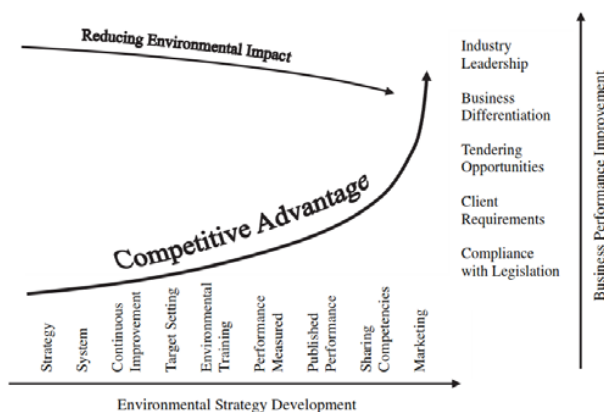 Reducing Environmental Impact
Industry
Leadership
Business
Differentiation
Tendering
Opportunities
Client
Requirements
Compliance
with Legislation
Business Performance Improvement
Competitive Advantage
Strategy
System
Continuous
Improvement
Target Setting
Environmental
Training
Performance
Measured
Published
Performance
Sharing
Competencies
Marketing
Environmental Strategy Development